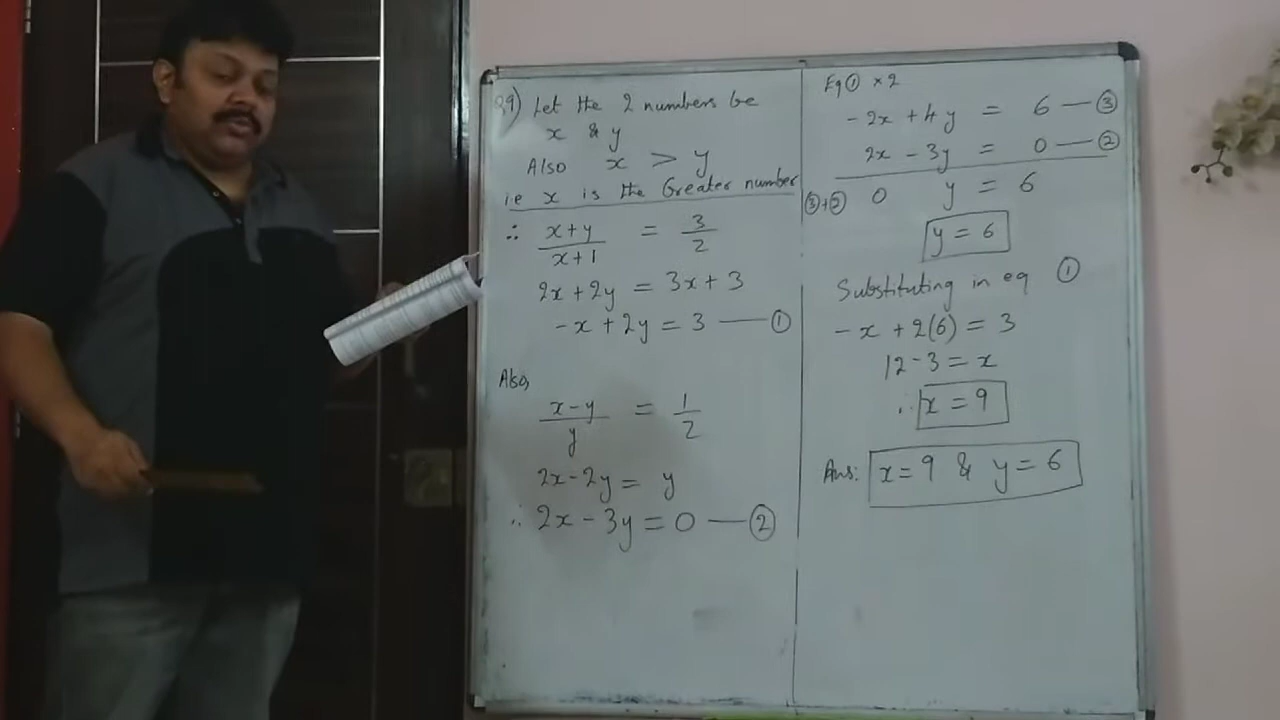 39) Let the 2 numbers be
x & y
Also x > y
ie x is the Greater number
∴ x+y / x+1 = 3/2
2x + 2y = 3x + 3
-x + 2y = 3 — ①
Also,
x-y / y = 1/2
2x-2y = y
∴ 2x - 3y = 0 — ②
Eq ① × 2
-2x + 4y = 6 — ③
2x - 3y = 0 — ②
③+② 0 y = 6
y = 6
Substituting in eq ①
-x + 2(6) = 3
12-3 = x
∴ x = 9
Ans: x=9 & y=6